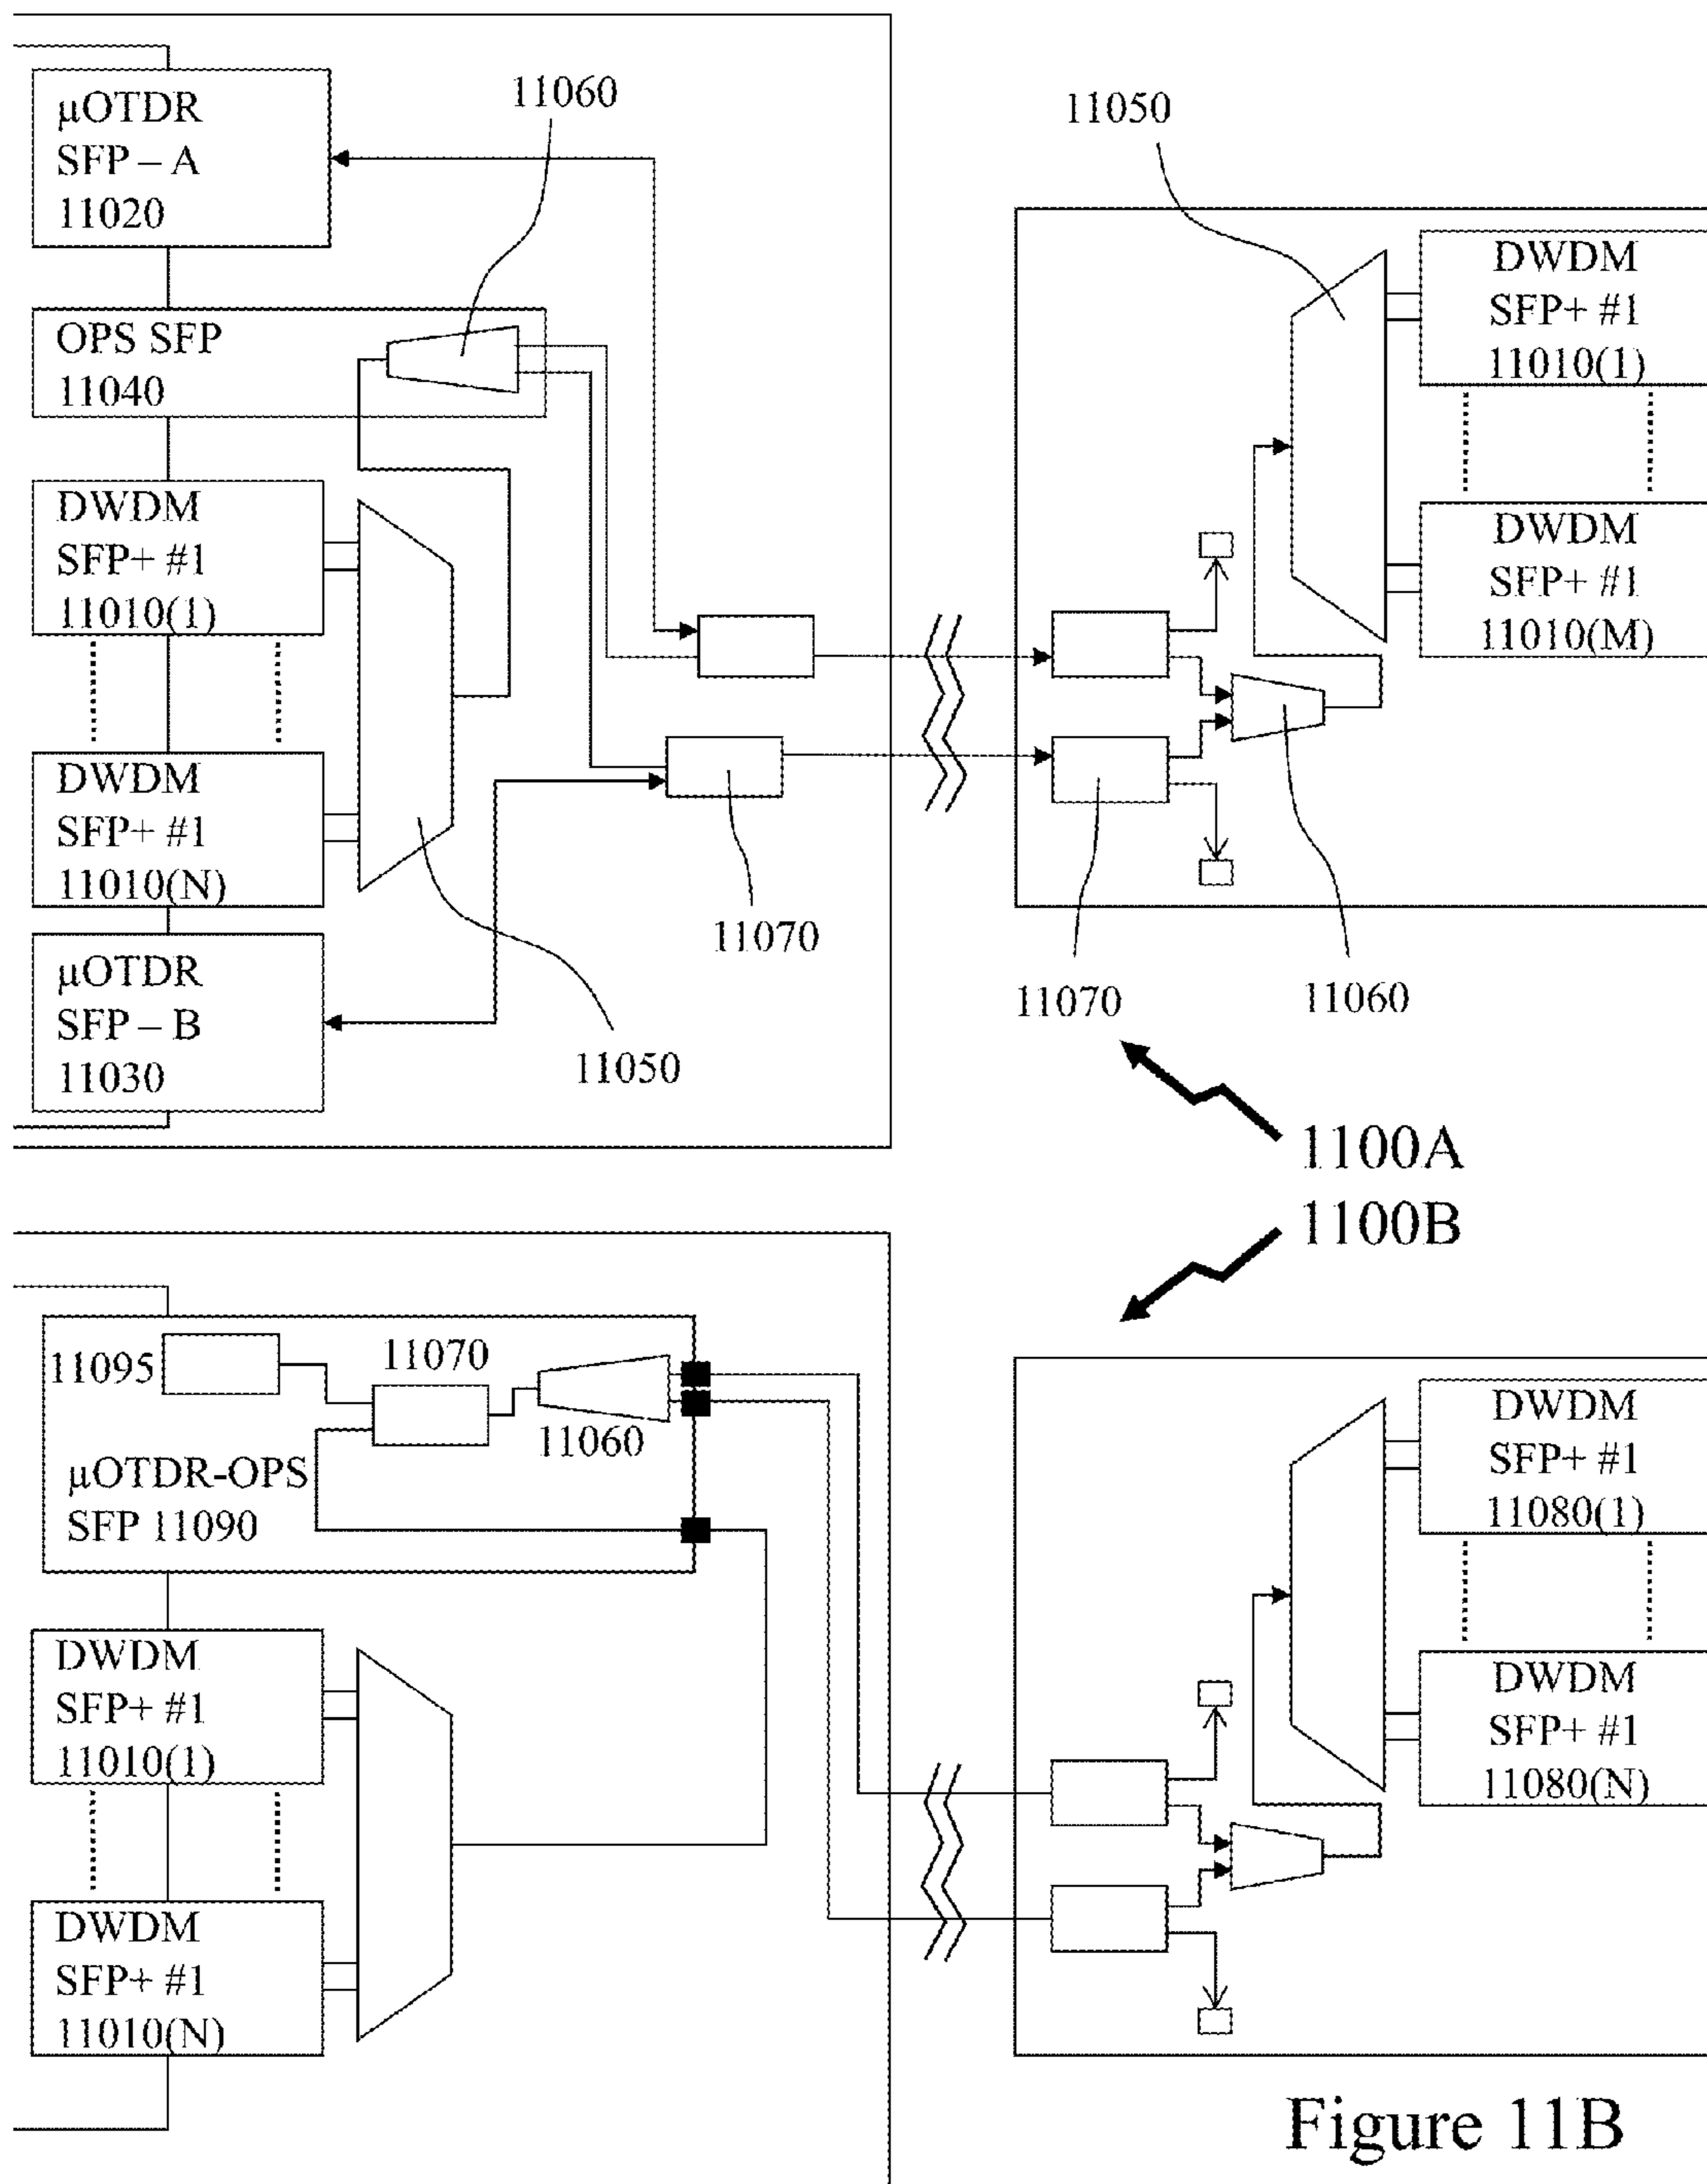 µOTDR
SFP – A
11020
11060
11050
OPS SFP
11040
DWDM
SFP+ #1
11010(1)
DWDM
SFP+ #1
11010(M)
DWDM
SFP+ #1
11010(1)
DWDM
SFP+ #1
11010(N)
µOTDR
SFP – B
11030
11070
11050
11070
11060
1100A
1100B
11095
11070
11060
µOTDR-OPS
SFP 11090
DWDM
SFP+ #1
11010(1)
DWDM
SFP+ #1
11010(N)
DWDM
SFP+ #1
11080(1)
DWDM
SFP+ #1
11080(N)
Figure 11B